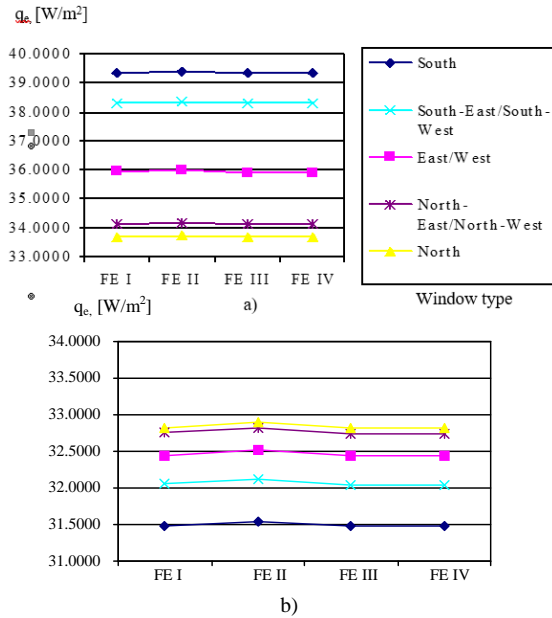 qe, [W/m²]
40.0000
39.0000
38.0000
37.0000
36.0000
35.0000
34.0000
33.0000
FE I FE II FE III FE IV
a)
South
South-East/South-
West
East/West
North-
East/North-West
North
Window type
qe, [W/m²]
34.0000
33.5000
33.0000
32.5000
32.0000
31.5000
31.0000
FE I FE II FE III FE IV
b)